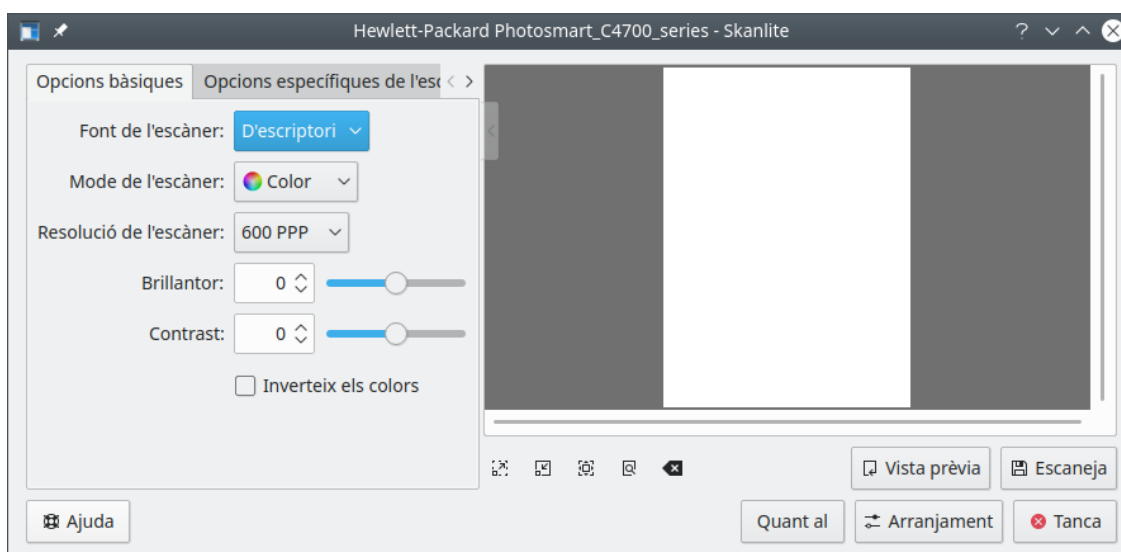 Hewlett-Packard Photosmart_C4700_series - Skanlite
Opcions bàsiques
Opcions específiques de l'esc
Font de l'escàner: D'escriptori
Mode de l'escàner: Color
Resolució de l'escàner: 600 PPP
Brillantor: 0
Contrast: 0
Inverteix els colors
Vista prèvia
Escaneja
Ajuda
Quant al
Arranjament
Tanca